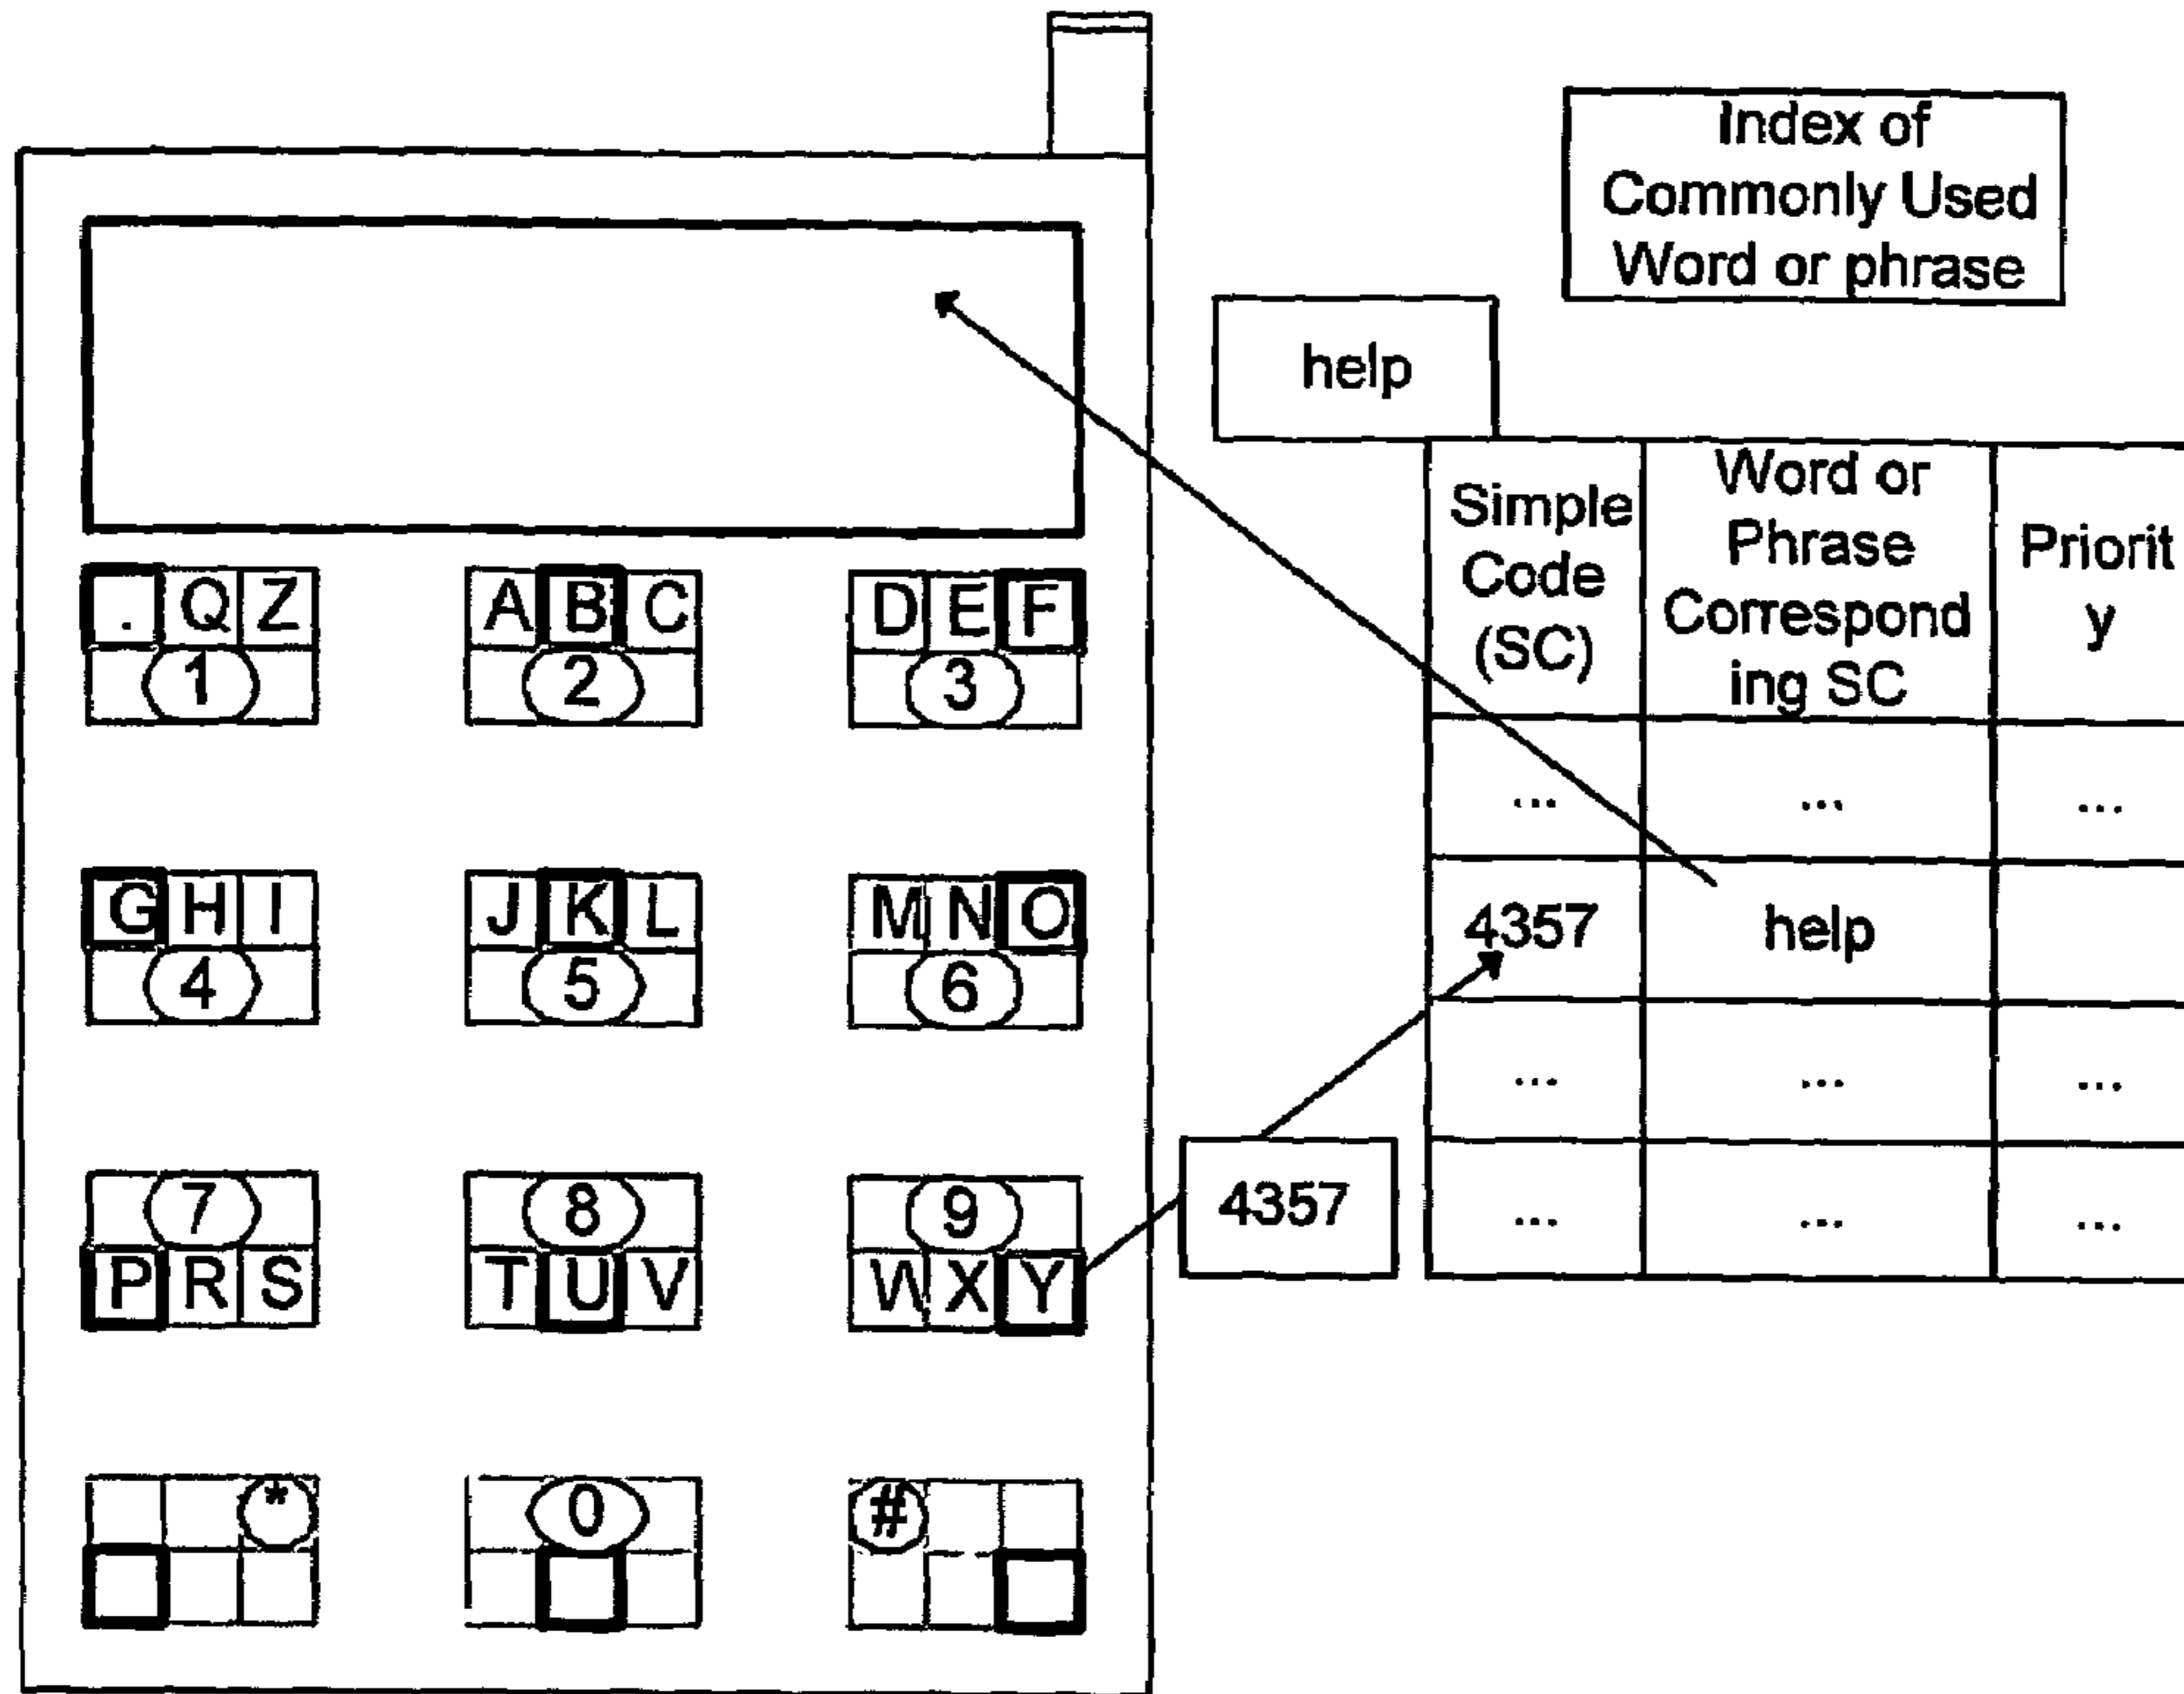 Index of
Commonly Used
Word or phrase
help
Simple
Code
(SC)
Word or
Phrase
Correspond
ing SC
Priorit
y
... ... ...
4357 help
... ... ...
... ... ...
4357
. Q Z
1
A B C
2
D E F
3
G H I
4
J K L
5
M N O
6
7
P R S
8
T U V
9
W X Y
*
0
#